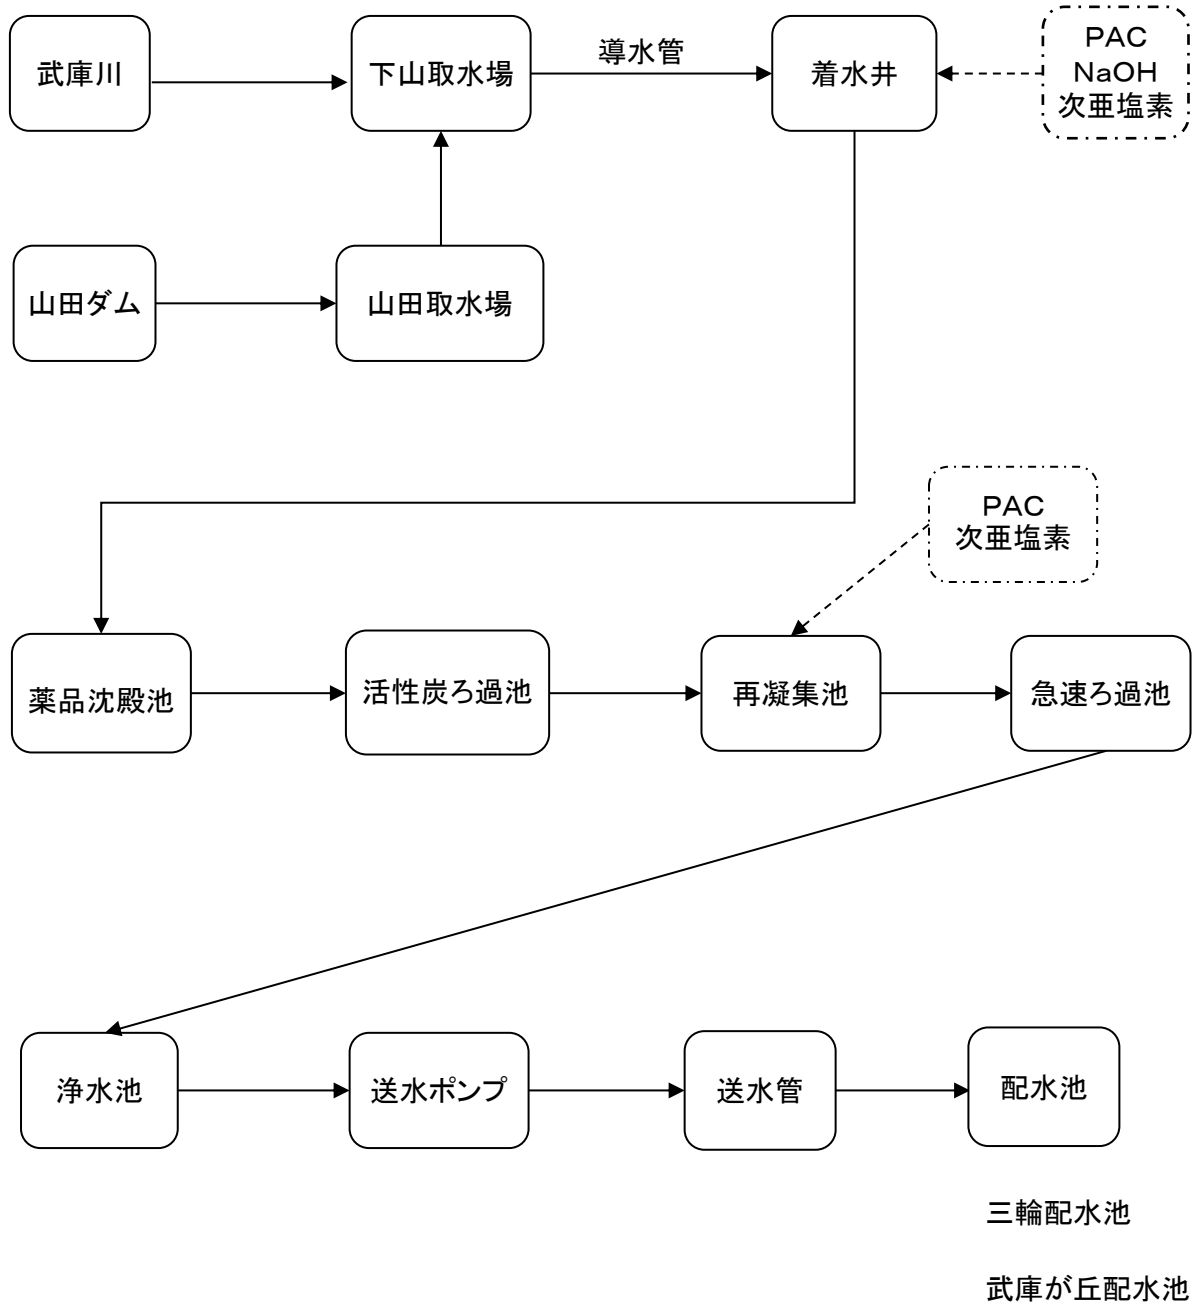 武庫川
下山取水場
導水管
着水井
PAC
NaOH
次亜塩素
山田ダム
山田取水場
PAC
次亜塩素
薬品沈殿池
活性炭ろ過池
再凝集池
急速ろ過池
浄水池
送水ポンプ
送水管
配水池
三輪配水池
武庫が丘配水池